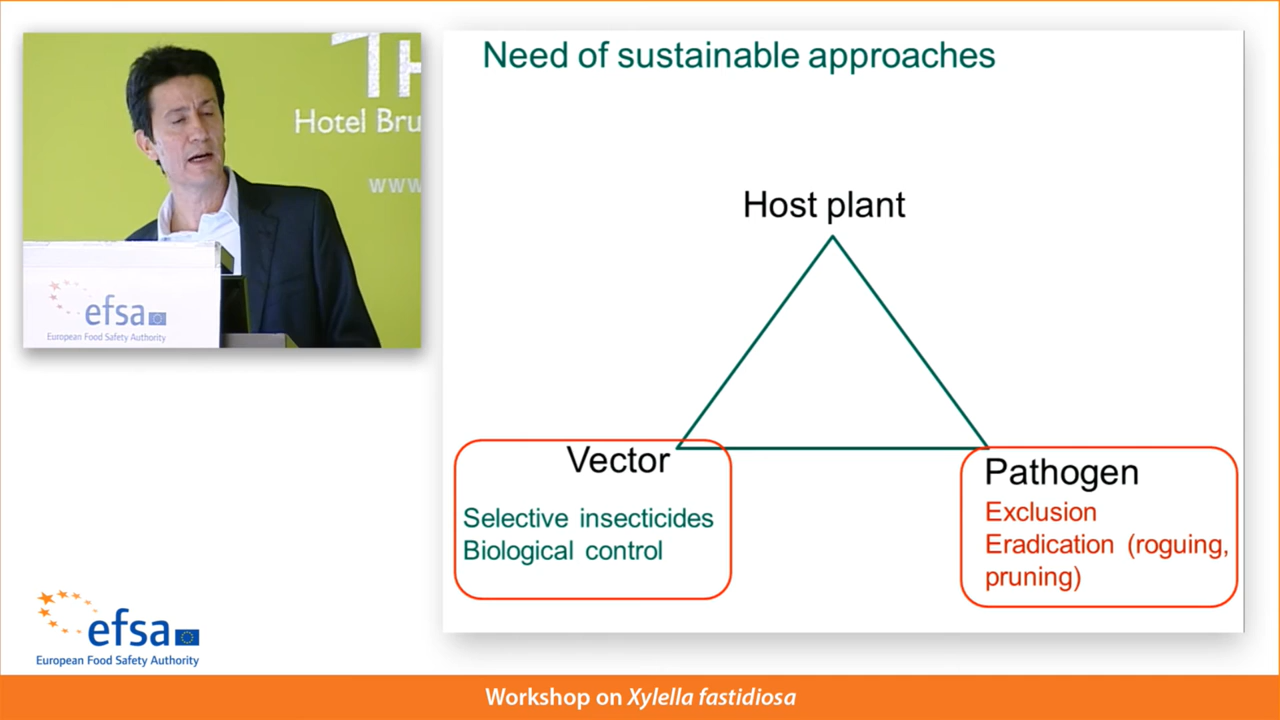 Need of sustainable approaches
Hotel Bru
www
efsa
European Food Safety Authority
Host plant
Vector
Selective insecticides
Biological control
Pathogen
Exclusion
Eradication (roguing,
pruning)
efsa
European Food Safety Authority
Workshop on Xylella fastidiosa